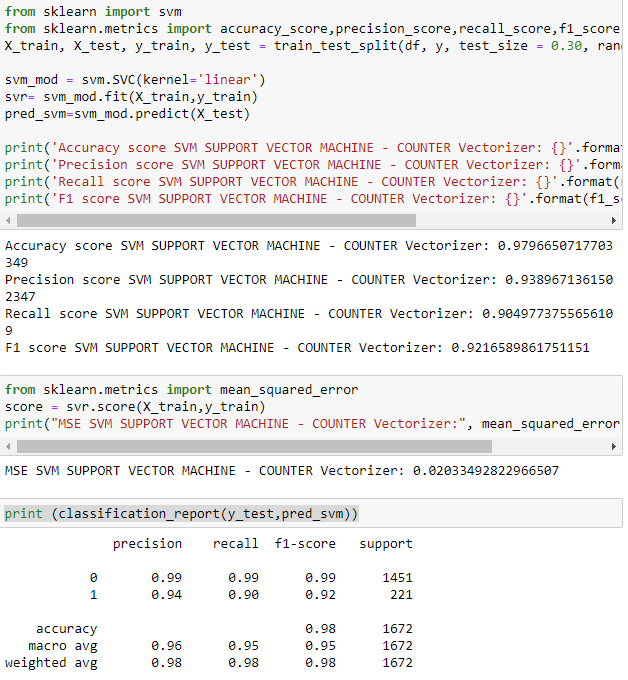 from sklearn import svm
from sklearn.metrics import accuracy_score,precision_score,recall_score,f1_score
X_train, X_test, y_train, y_test = train_test_split(df, y, test_size = 0.30, ran
svm_mod = svm.SVC(kernel='linear')
svr= svm_mod.fit(X_train,y_train)
pred_svm=svm_mod.predict(X_test)
print('Accuracy score SVM SUPPORT VECTOR MACHINE - COUNTER Vectorizer: {}'.format
print('Precision score SVM SUPPORT VECTOR MACHINE - COUNTER Vectorizer: {}'.form
print('Recall score SVM SUPPORT VECTOR MACHINE - COUNTER Vectorizer: {}'.format(
print('F1 score SVM SUPPORT VECTOR MACHINE - COUNTER Vectorizer: {}'.format(f1_s
Accuracy score SVM SUPPORT VECTOR MACHINE - COUNTER Vectorizer: 0.9796650717703
349
Precision score SVM SUPPORT VECTOR MACHINE - COUNTER Vectorizer: 0.938967136150
2347
Recall score SVM SUPPORT VECTOR MACHINE - COUNTER Vectorizer: 0.904977375565610
9
F1 score SVM SUPPORT VECTOR MACHINE - COUNTER Vectorizer: 0.9216589861751151
from sklearn.metrics import mean_squared_error
score = svr.score(X_train,y_train)
print("MSE SVM SUPPORT VECTOR MACHINE - COUNTER Vectorizer:", mean_squared_error
MSE SVM SUPPORT VECTOR MACHINE - COUNTER Vectorizer: 0.02033492822966507
print (classification_report(y_test,pred_svm))
precision recall f1-score support
0 0.99 0.99 0.99 1451
1 0.94 0.90 0.92 221
accuracy 0.98 1672
macro avg 0.96 0.95 0.95 1672
weighted avg 0.98 0.98 0.98 1672